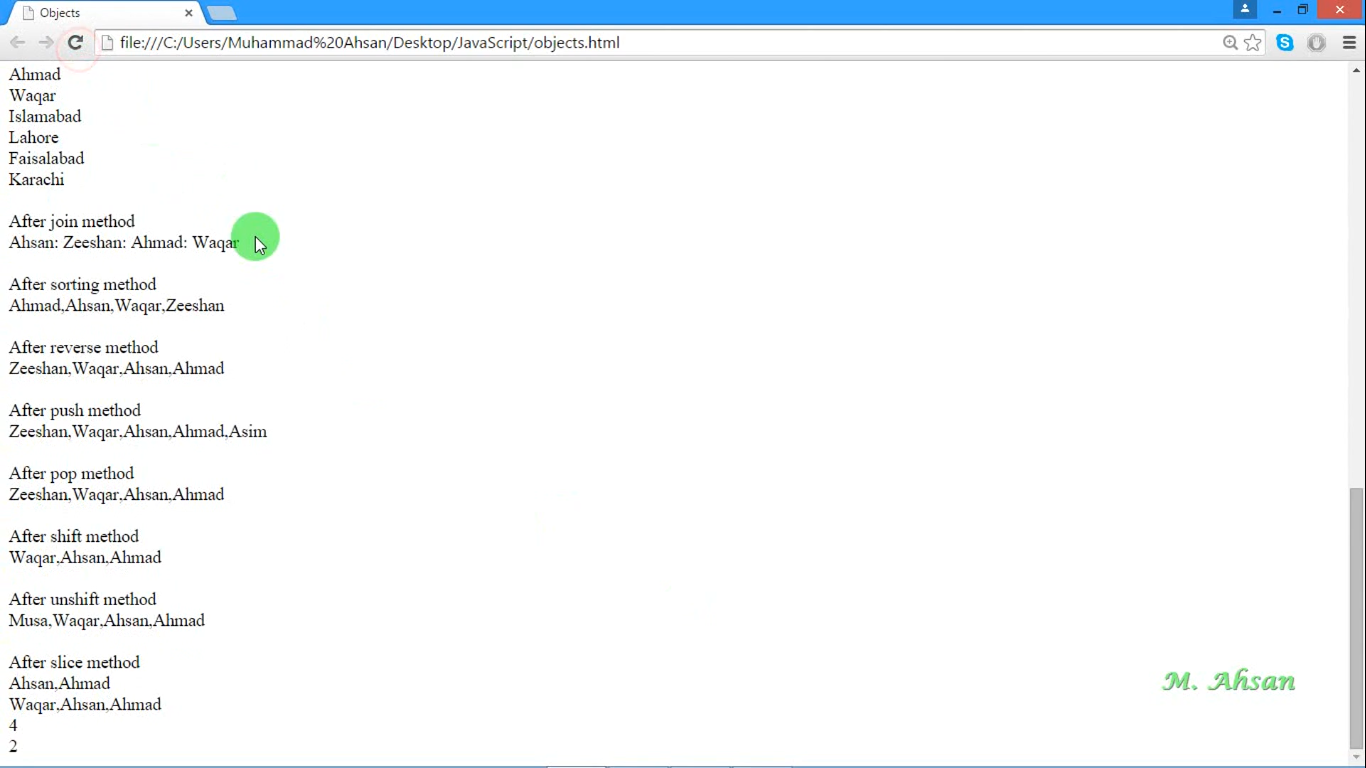 Objects
file:///C:/Users/Muhammad%20Ahsan/Desktop/JavaScript/objects.html
Ahmad
Waqar
Islamabad
Lahore
Faisalabad
Karachi
After join method
Ahsan: Zeeshan: Ahmad: Waqar
After sorting method
Ahmad,Ahsan,Waqar,Zeeshan
After reverse method
Zeeshan,Waqar,Ahsan,Ahmad
After push method
Zeeshan,Waqar,Ahsan,Ahmad,Asim
After pop method
Zeeshan,Waqar,Ahsan,Ahmad
After shift method
Waqar,Ahsan,Ahmad
After unshift method
Musa,Waqar,Ahsan,Ahmad
After slice method
Ahsan,Ahmad
M. Ahsan
Waqar,Ahsan,Ahmad
4
2